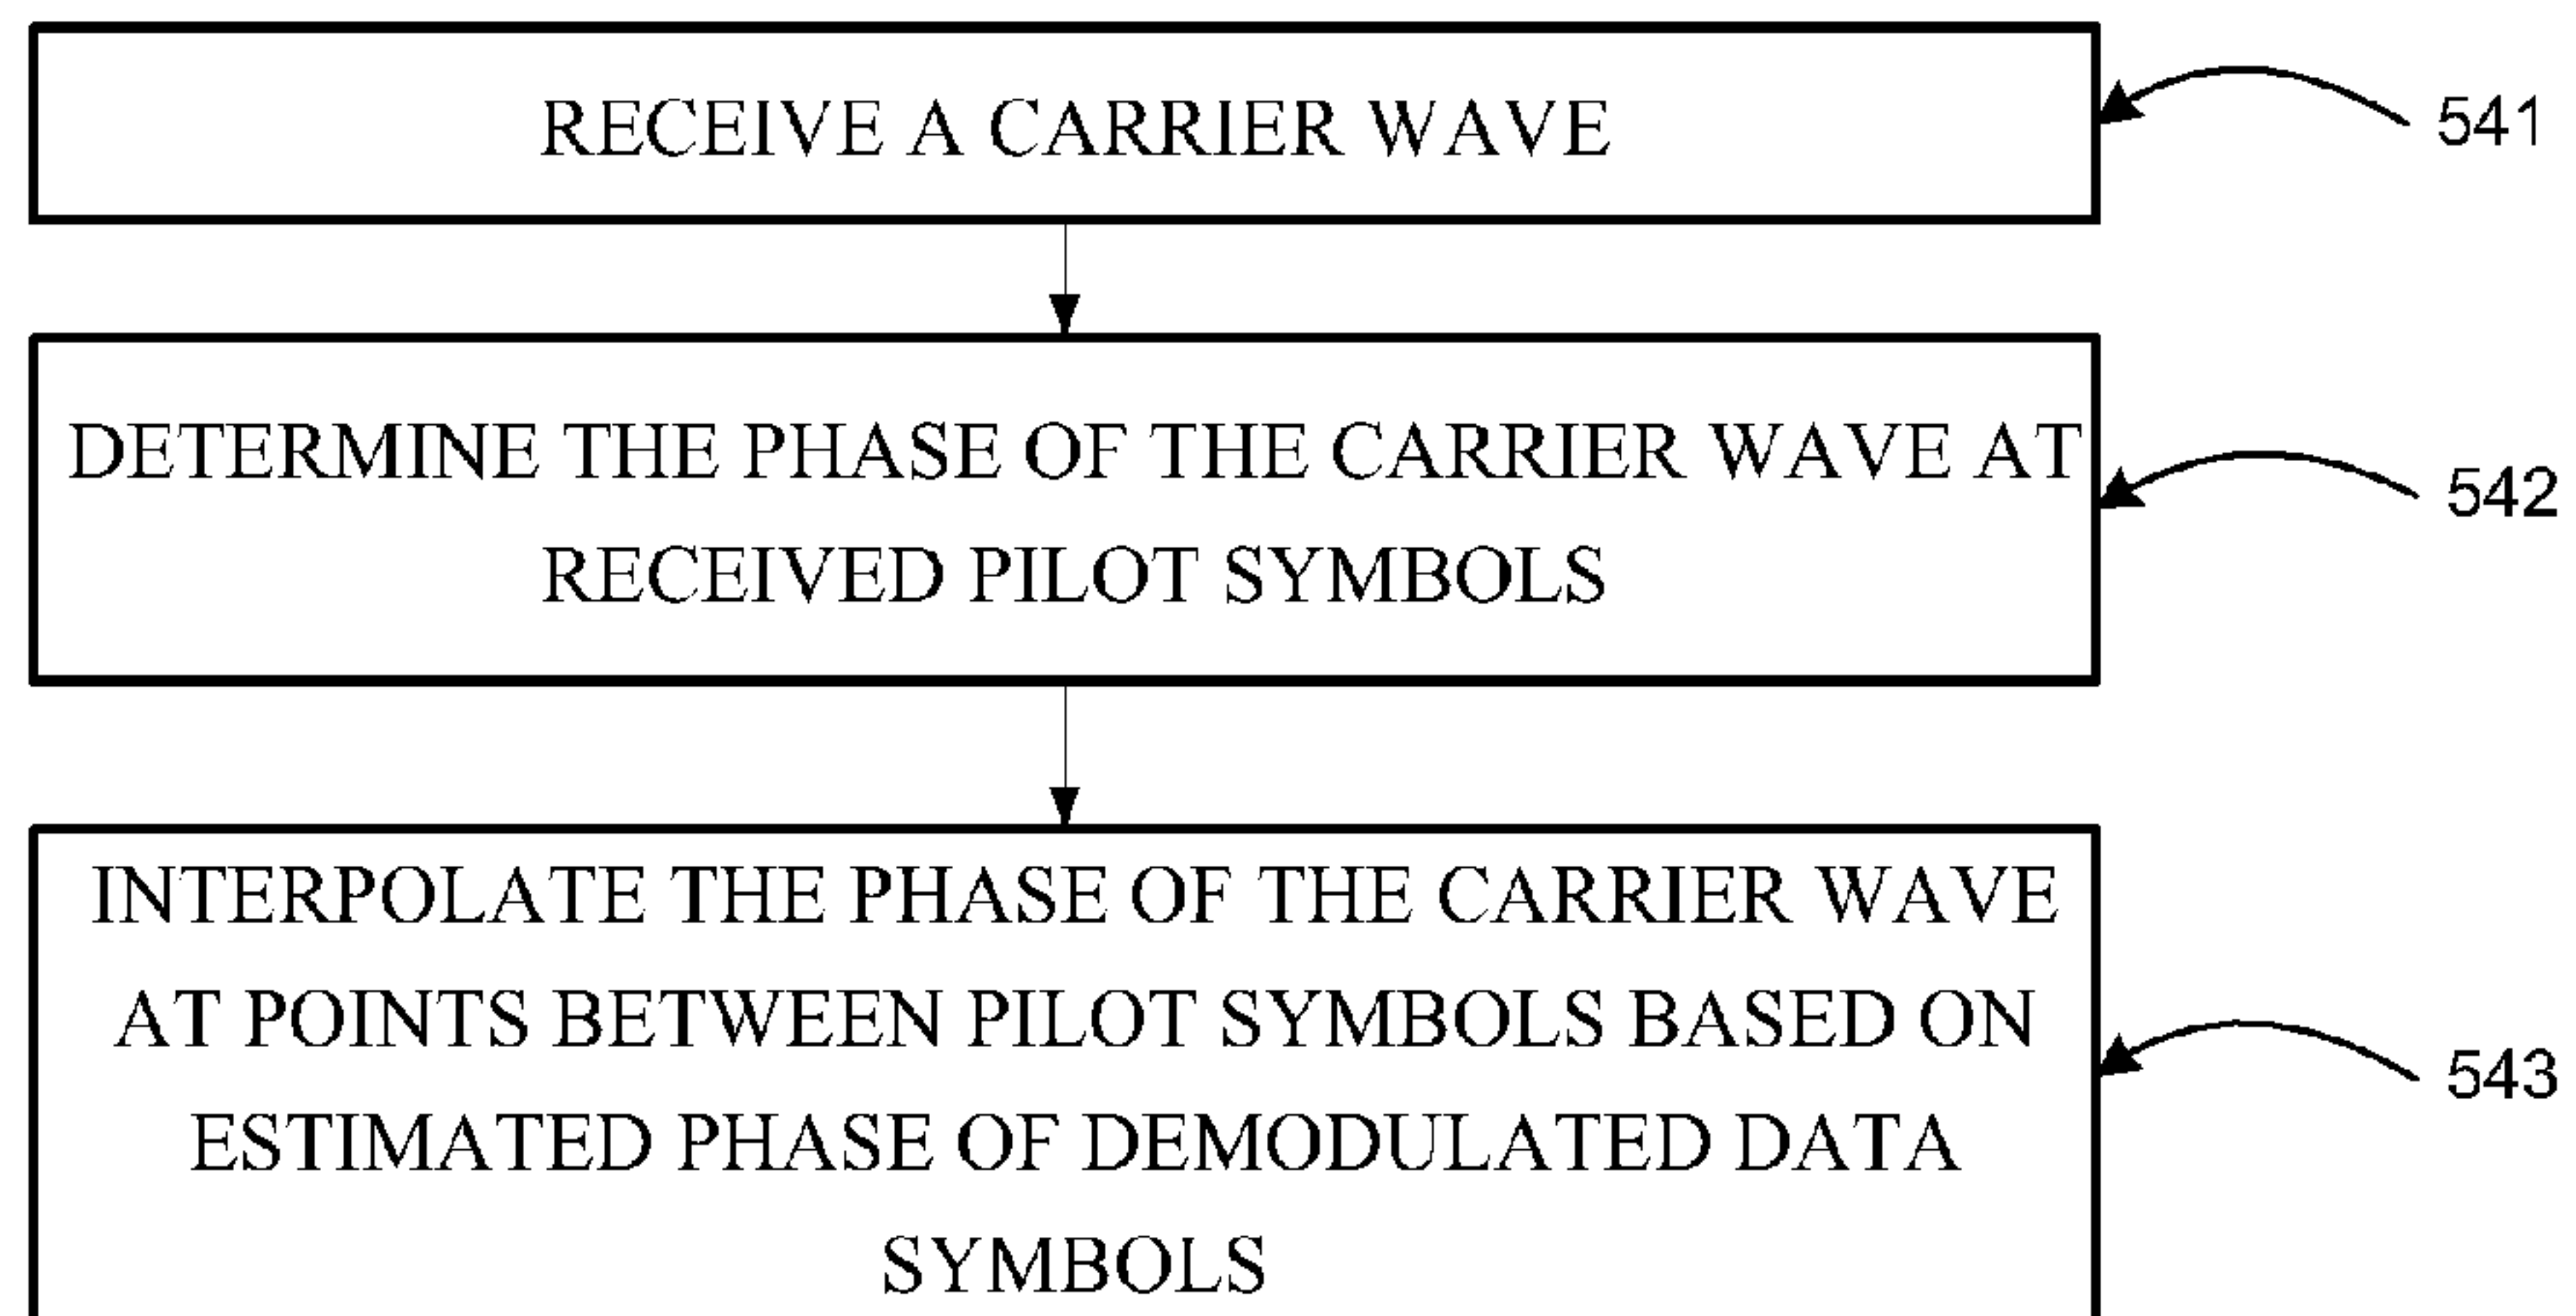 RECEIVE A CARRIER WAVE
541
DETERMINE THE PHASE OF THE CARRIER WAVE AT
RECEIVED PILOT SYMBOLS
542
INTERPOLATE THE PHASE OF THE CARRIER WAVE
AT POINTS BETWEEN PILOT SYMBOLS BASED ON
ESTIMATED PHASE OF DEMODULATED DATA
SYMBOLS
543